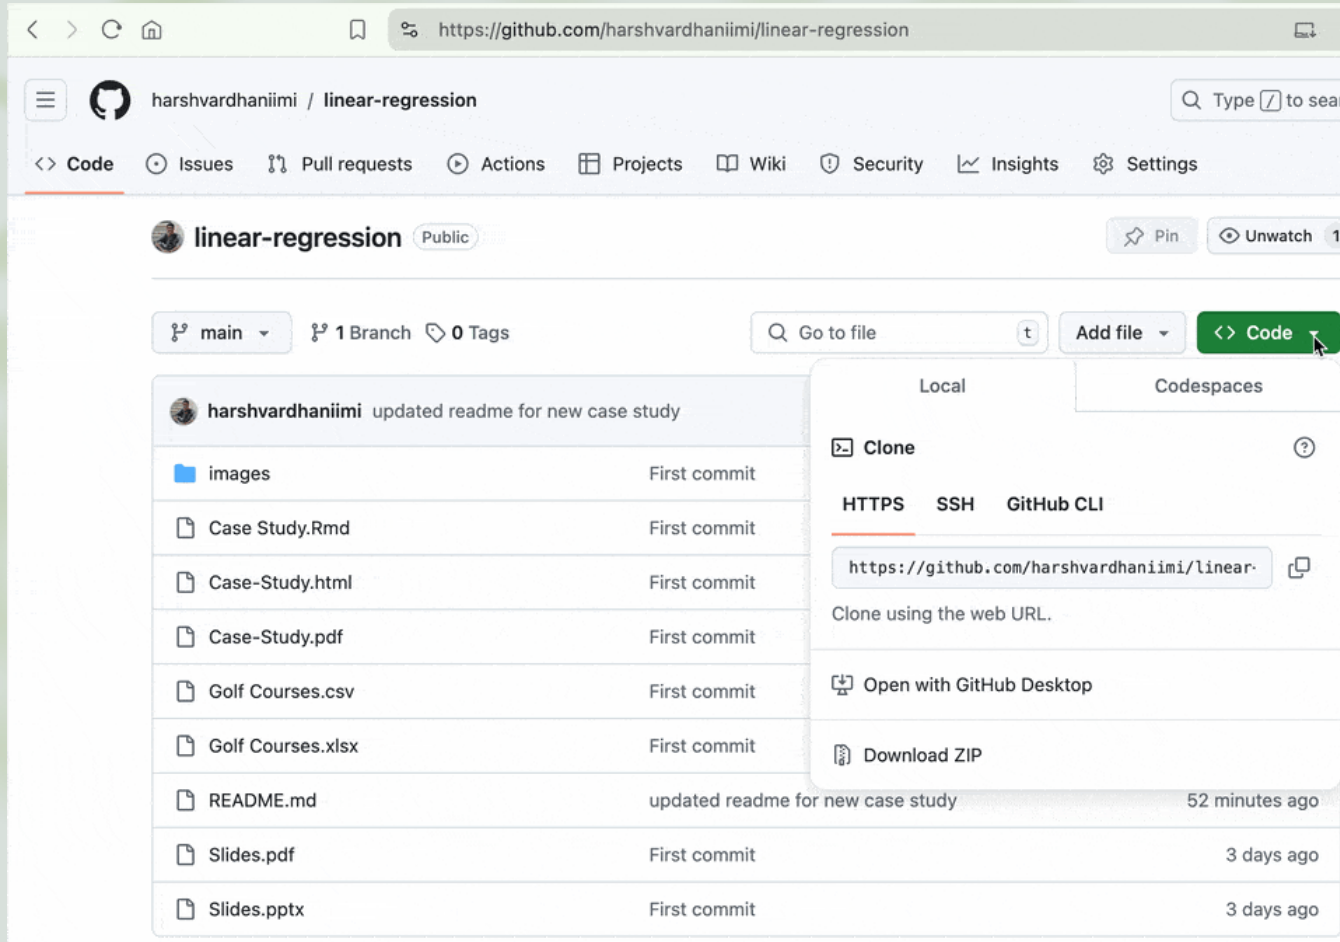 https://github.com/harshvardhaniimi/linear-regression
harshvardhaniimi / linear-regression
Type / to sea
Code Issues Pull requests Actions Projects Wiki Security Insights Settings
linear-regression Public
Pin Unwatch 1
main 1 Branch 0 Tags Go to file t Add file Code
Local Codespaces
harshvardhaniimi updated readme for new case study
Clone
images First commit
HTTPS SSH GitHub CLI
Case Study.Rmd First commit
https://github.com/harshvardhaniimi/linear-
Case-Study.html First commit
Clone using the web URL.
Case-Study.pdf First commit
Golf Courses.csv First commit
Open with GitHub Desktop
Golf Courses.xlsx First commit
Download ZIP
README.md updated readme for new case study 52 minutes ago
Slides.pdf First commit 3 days ago
Slides.pptx First commit 3 days ago